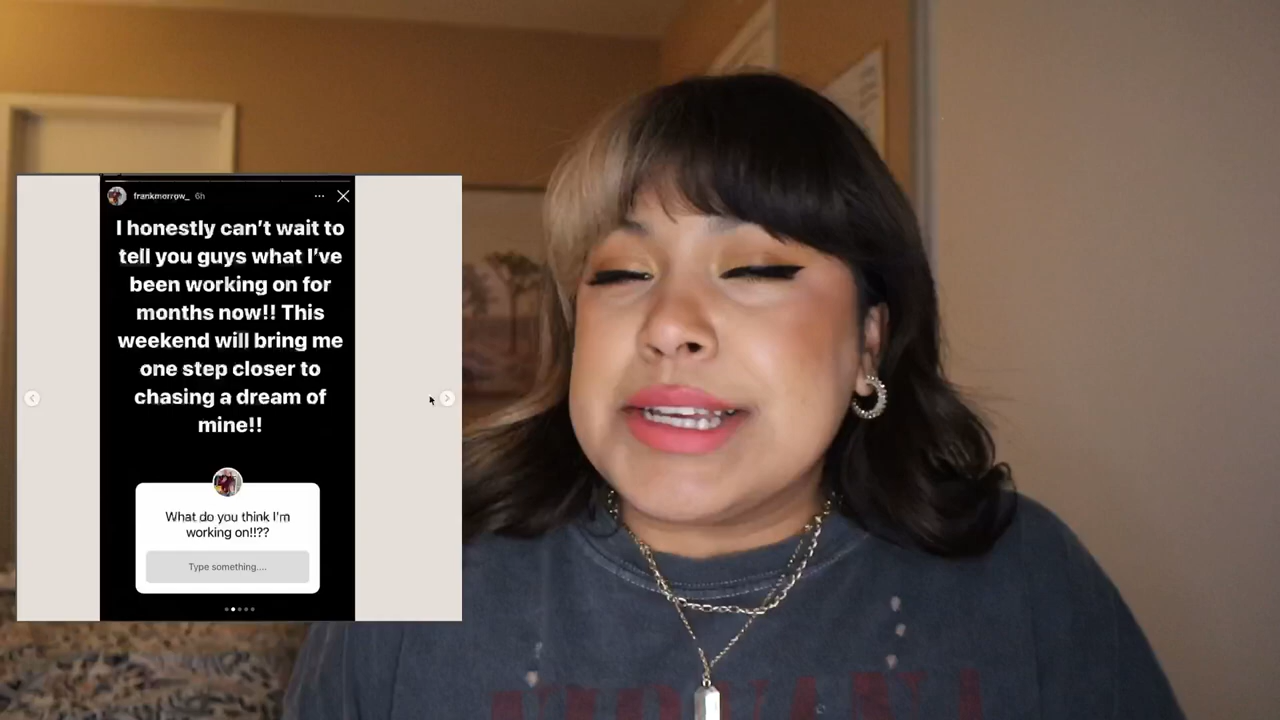 frankmorrow_ 6h
I honestly can't wait to
tell you guys what I've
been working on for
months now!! This
weekend will bring me
one step closer to
chasing a dream of
mine!!
What do you think I'm
working on!!??
Type something....